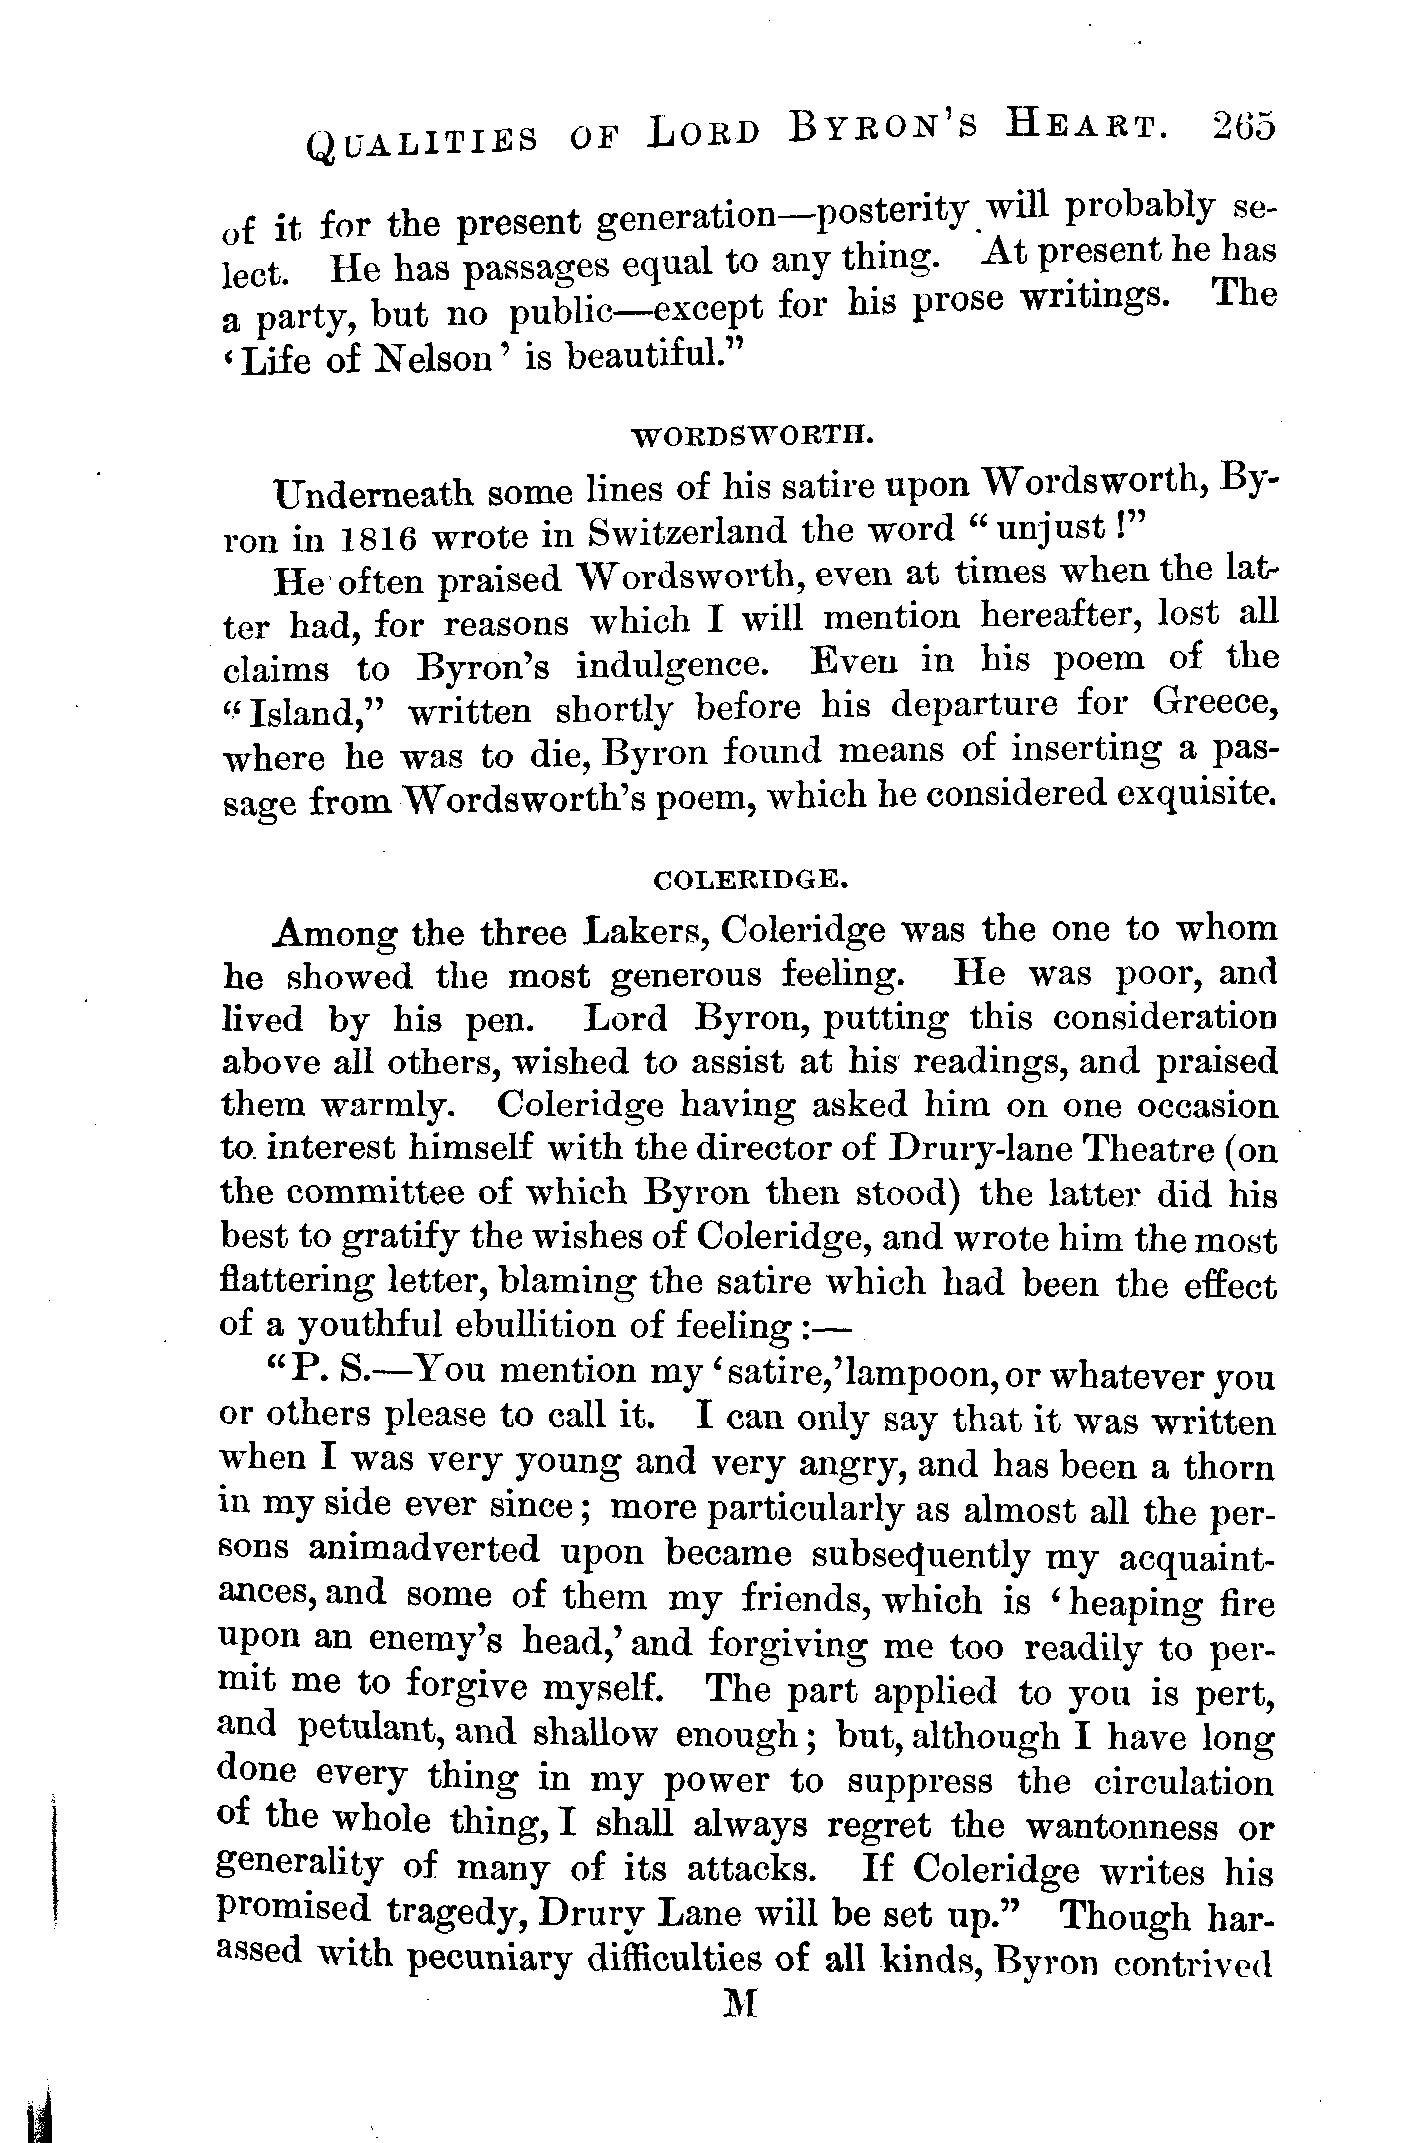 QUALITIES OF LORD BYRON'S HEART. 265
of it for the present generation—posterity will probably se-
lect. He has passages equal to any thing. At present he has
a party, but no public—except for his prose writings. The
'Life of Nelson' is beautiful."
WORDSWORTH.
Underneath some lines of his satire upon Wordsworth, By-
ron in 1816 wrote in Switzerland the word "unjust!"
He often praised Wordsworth, even at times when the lat-
ter had, for reasons which I will mention hereafter, lost all
claims to Byron's indulgence. Even in his poem of the
"Island," written shortly before his departure for Greece,
where he was to die, Byron found means of inserting a pas-
sage from Wordsworth's poem, which he considered exquisite.
COLERIDGE.
Among the three Lakers, Coleridge was the one to whom
he showed the most generous feeling. He was poor, and
lived by his pen. Lord Byron, putting this consideration
above all others, wished to assist at his readings, and praised
them warmly. Coleridge having asked him on one occasion
to interest himself with the director of Drury-lane Theatre (on
the committee of which Byron then stood) the latter did his
best to gratify the wishes of Coleridge, and wrote him the most
flattering letter, blaming the satire which had been the effect
of a youthful ebullition of feeling:—
"P. S.—You mention my 'satire,' lampoon, or whatever you
or others please to call it. I can only say that it was written
when I was very young and very angry, and has been a thorn
in my side ever since; more particularly as almost all the per-
sons animadverted upon became subsequently my acquaint-
ances, and some of them my friends, which is 'heaping fire
upon an enemy's head,' and forgiving me too readily to per-
mit me to forgive myself. The part applied to you is pert,
and petulant, and shallow enough; but, although I have long
done every thing in my power to suppress the circulation
of the whole thing, I shall always regret the wantonness or
generality of many of its attacks. If Coleridge writes his
promised tragedy, Drury Lane will be set up." Though har-
assed with pecuniary difficulties of all kinds, Byron contrived
M